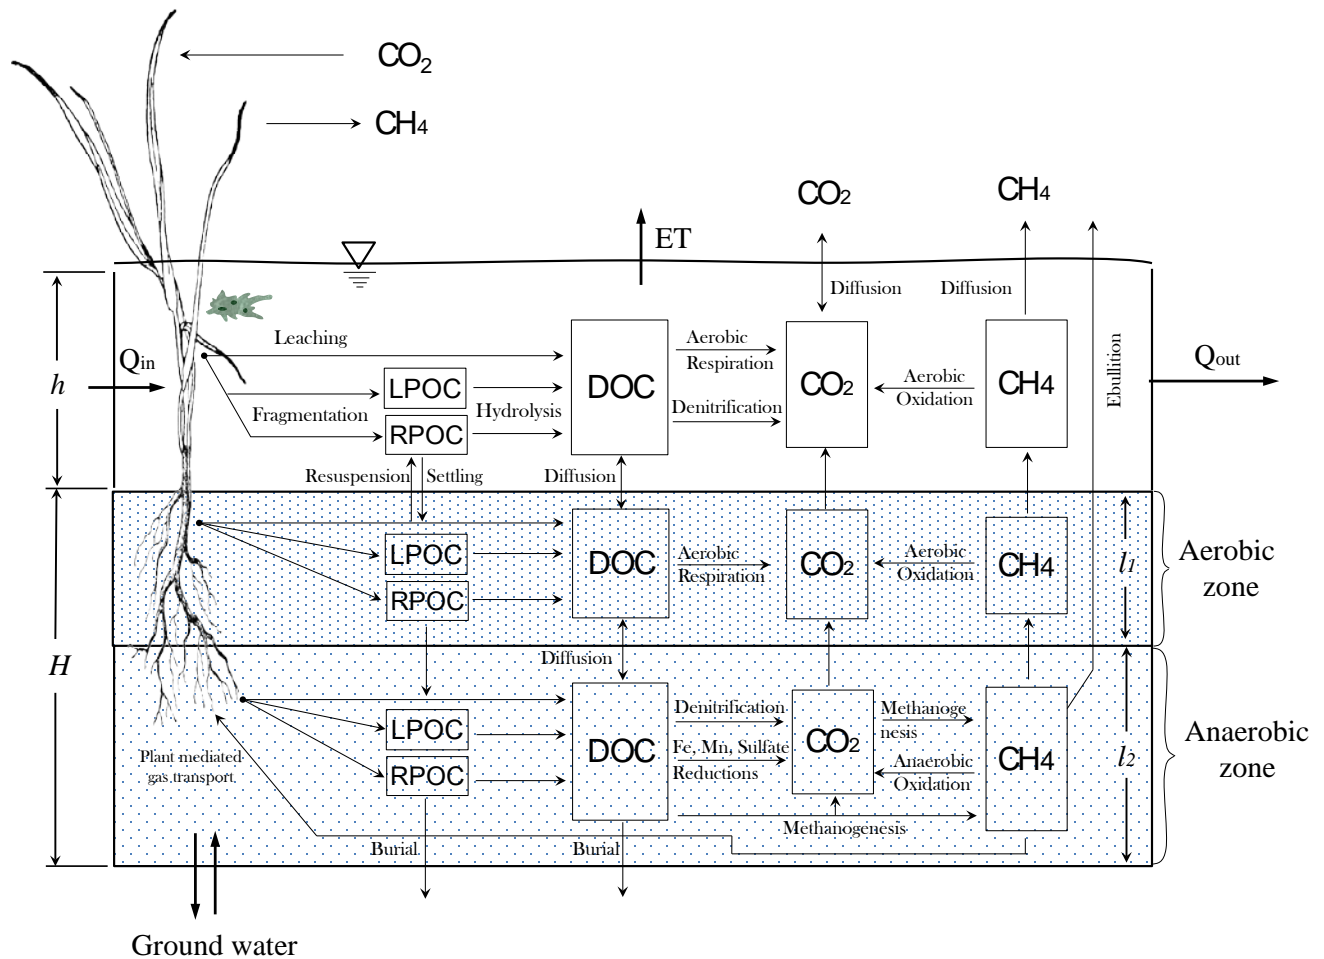 CO2
CH4
CO2
CH4
ET
Diffusion
Diffusion
Leaching
Qin
h
LPOC
Fragmentation
RPOC
Hydrolysis
DOC
Aerobic
Respiration
Denitrification
CO2
Aerobic
Oxidation
CH4
Ebullition
Qout
Resuspension
Settling
Diffusion
LPOC
RPOC
DOC
Aerobic
Respiration
CO2
Aerobic
Oxidation
CH4
l1
Aerobic
zone
H
Diffusion
LPOC
RPOC
DOC
Denitrification
Fe, Mn, Sulfate
Reductions
CO2
Methanoge
nesis
Anaerobic
Oxidation
CH4
l2
Anaerobic
zone
Plant mediated
gas transport
Methanogenesis
Burial
Burial
Ground water